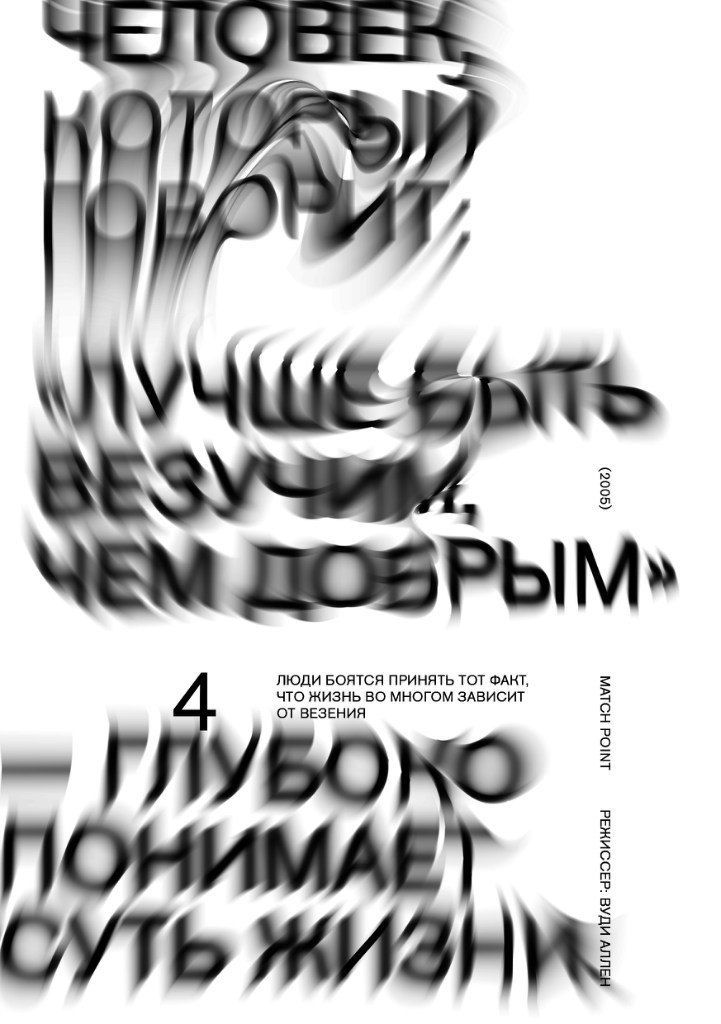 ЧЕЛОВЕК,
КОТОРЫЙ
ГОВОРИТ:
«ЛУЧШЕ БЫТЬ
ВЕЗУЧИМ,
ЧЕМ ДОБРЫМ»
(2005)
4
ЛЮДИ БОЯТСЯ ПРИНЯТЬ ТОТ ФАКТ,
ЧТО ЖИЗНЬ ВО МНОГОМ ЗАВИСИТ
ОТ ВЕЗЕНИЯ
MATCH POINT
— ГЛУБОКО
ПОНИМАЕТ
СУТЬ ЖИЗНИ.
РЕЖИССЕР: ВУДИ АЛЛЕН